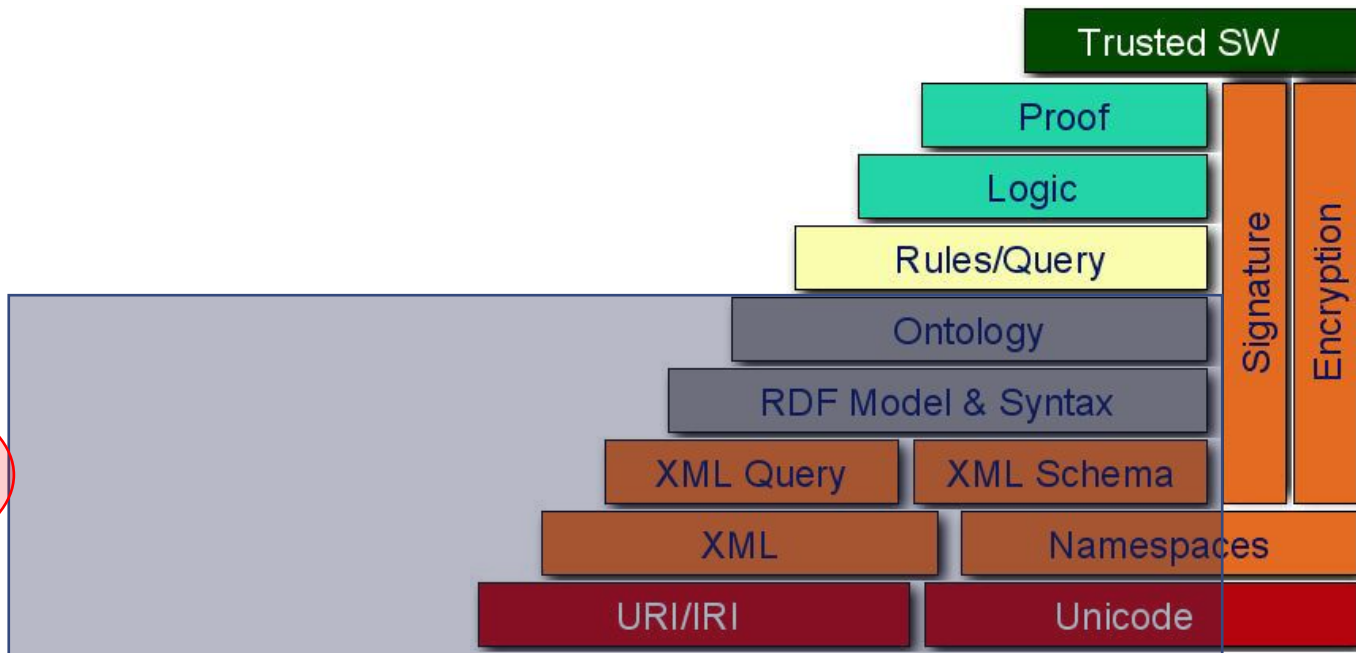 Trusted SW
Proof
Logic
Rules/Query
Ontology
RDF Model & Syntax
XML Query
XML Schema
XML
Namespaces
URI/IRI
Unicode
Signature
Encryption